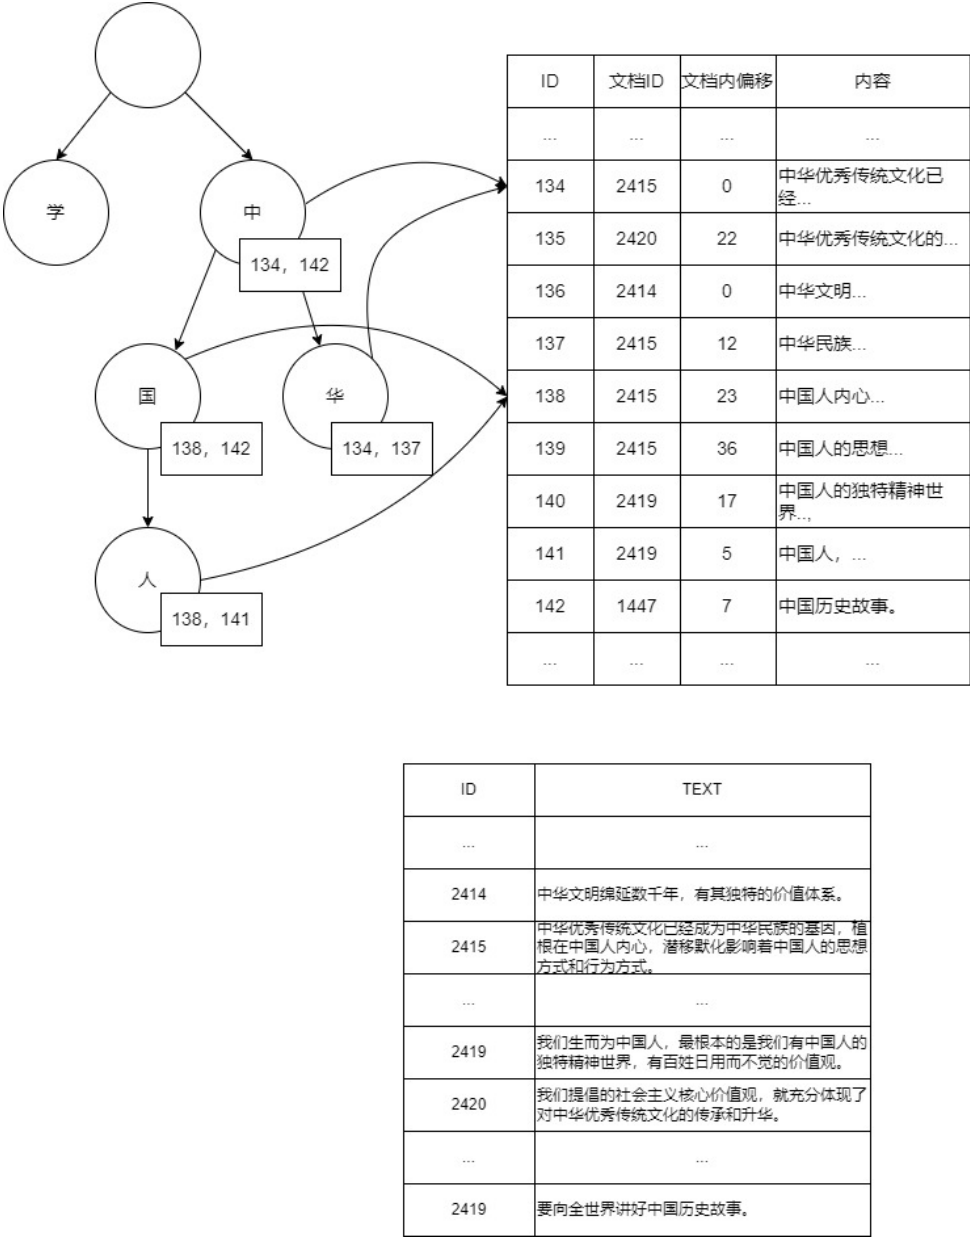 学
中
134，142
国
138，142
华
134，137
人
138，141
ID 文档ID 文档内偏移 内容
... ... ... ...
134 2415 0 中华优秀传统文化已
经...
135 2420 22 中华优秀传统文化的...
136 2414 0 中华文明...
137 2415 12 中华民族...
138 2415 23 中国人内心...
139 2415 36 中国人的思想...
140 2419 17 中国人的独特精神世
界..,
141 2419 5 中国人，...
142 1447 7 中国历史故事。
... ... ... ...
ID TEXT
... ...
2414 中华文明绵延数千年，有其独特的价值体系。
2415 中华优秀传统文化已经成为中华民族的基因，植
根在中国人内心，潜移默化影响着中国人的思想
方式和行为方式。
... ...
2419 我们生而为中国人，最根本的是我们有中国人的
独特精神世界，有百姓日用而不觉的价值观。
2420 我们提倡的社会主义核心价值观，就充分体现了
对中华优秀传统文化的传承和升华。
... ...
2419 要向全世界讲好中国历史故事。